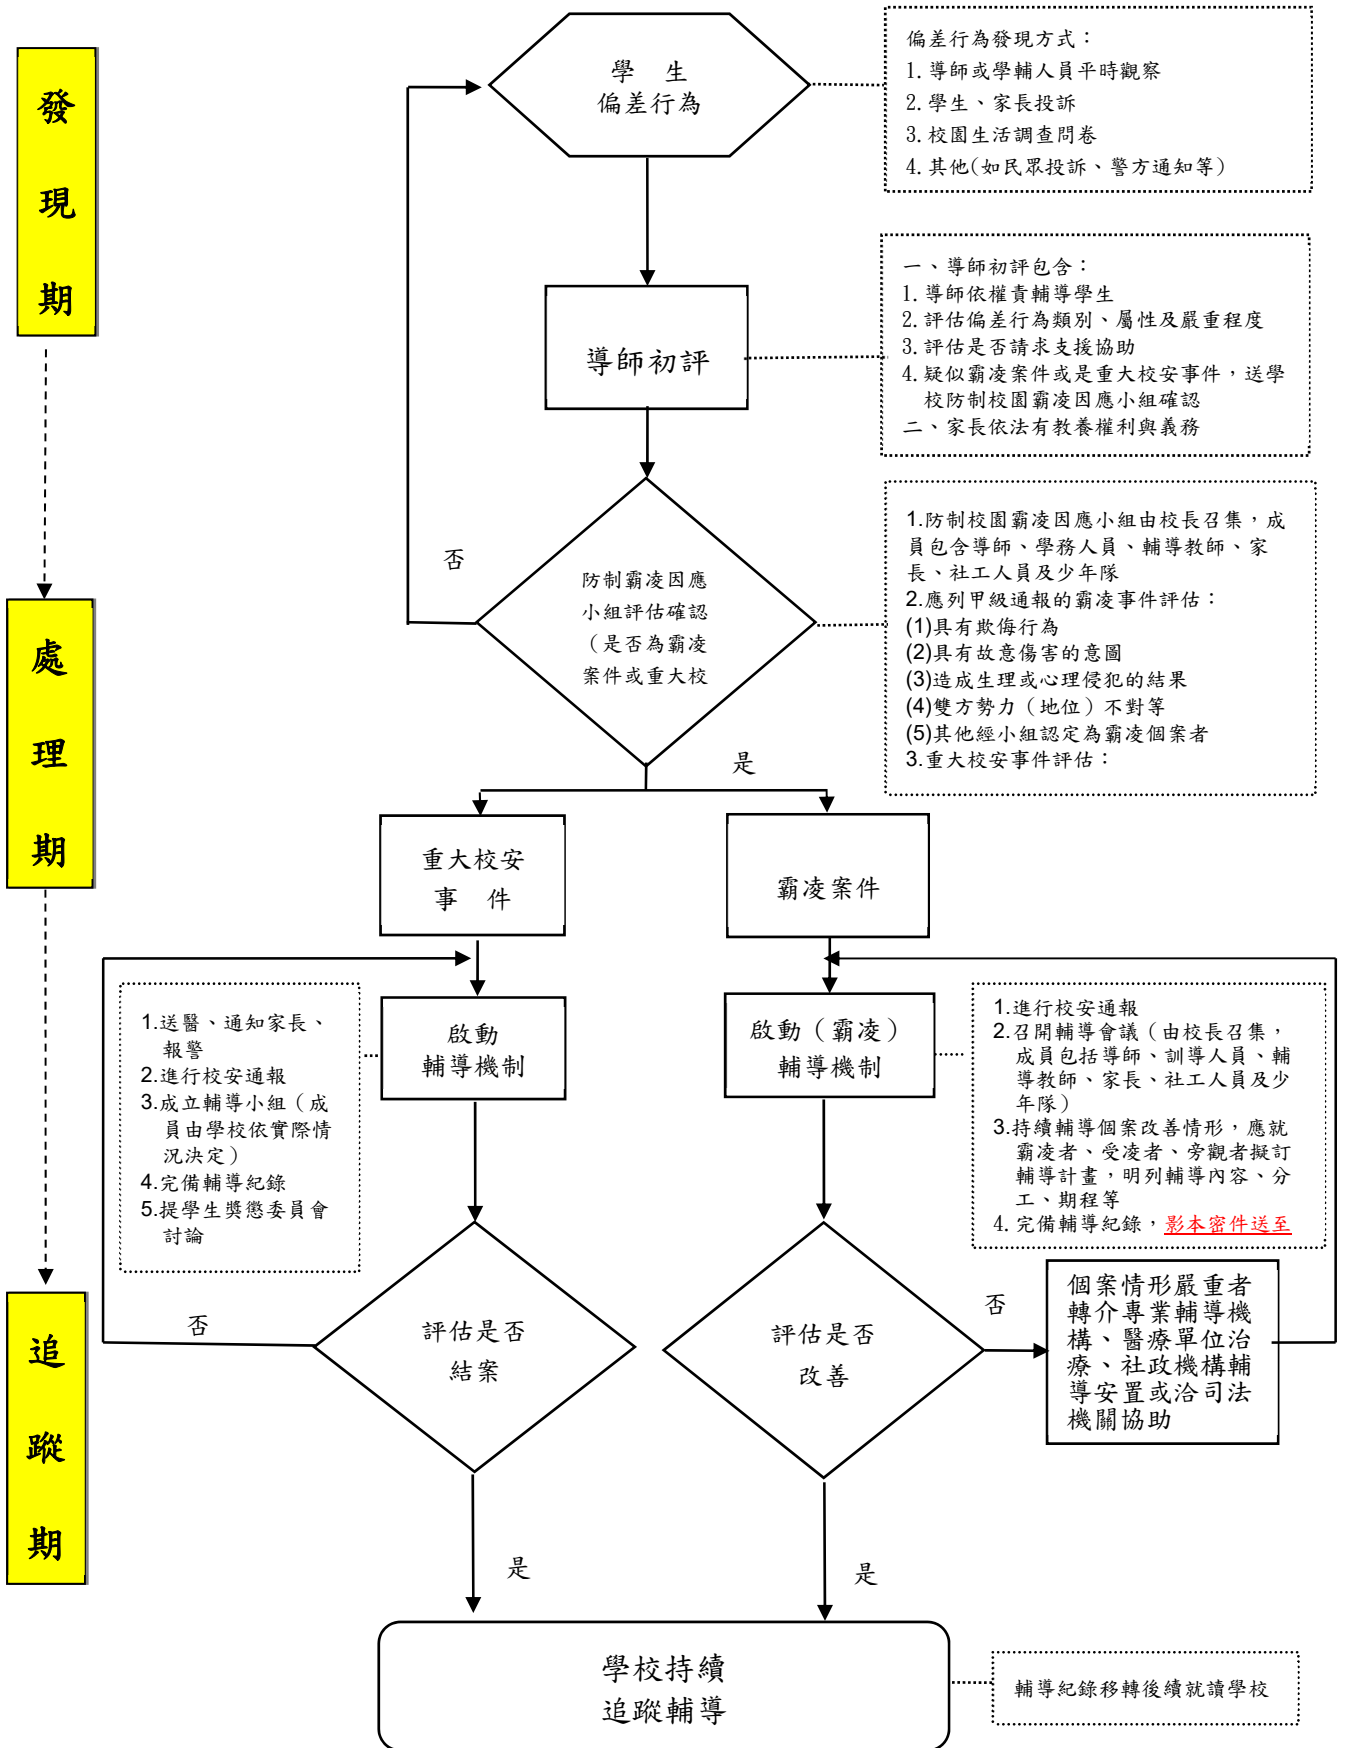 學　生
偏差行為
偏差行為發現方式：
1. 導師或學輔人員平時觀察
2. 學生、家長投訴
3. 校園生活調查問卷
4. 其他(如民眾投訴、警方通知等)
發
現
期
導師初評
一、導師初評包含：
1. 導師依權責輔導學生
2. 評估偏差行為類別、屬性及嚴重程度
3. 評估是否請求支援協助
4. 疑似霸凌案件或是重大校安事件，送學
校防制校園霸凌因應小組確認
二、家長依法有教養權利與義務
否
防制霸凌因應
小組評估確認
（是否為霸凌
案件或重大校
是
1.防制校園霸凌因應小組由校長召集，成
員包含導師、學務人員、輔導教師、家
長、社工人員及少年隊
2.應列甲級通報的霸凌事件評估：
(1)具有欺侮行為
(2)具有故意傷害的意圖
(3)造成生理或心理侵犯的結果
(4)雙方勢力（地位）不對等
(5)其他經小組認定為霸凌個案者
3.重大校安事件評估：
處
理
期
重大校安
事　件
霸凌案件
1.送醫、通知家長、
報警
2.進行校安通報
3.成立輔導小組（成
員由學校依實際情
況決定）
4.完備輔導紀錄
5.提學生獎懲委員會
討論
啟動
輔導機制
啟動（霸凌）
輔導機制
1.進行校安通報
2.召開輔導會議（由校長召集，
成員包括導師、訓導人員、輔
導教師、家長、社工人員及少
年隊）
3.持續輔導個案改善情形，應就
霸凌者、受凌者、旁觀者擬訂
輔導計畫，明列輔導內容、分
工、期程等
4. 完備輔導紀錄，影本密件送至
追
蹤
期
否
評估是否
結案
是
評估是否
改善
否
是
個案情形嚴重者
轉介專業輔導機
構、醫療單位治
療、社政機構輔
導安置或洽司法
機關協助
學校持續
追蹤輔導
輔導紀錄移轉後續就讀學校